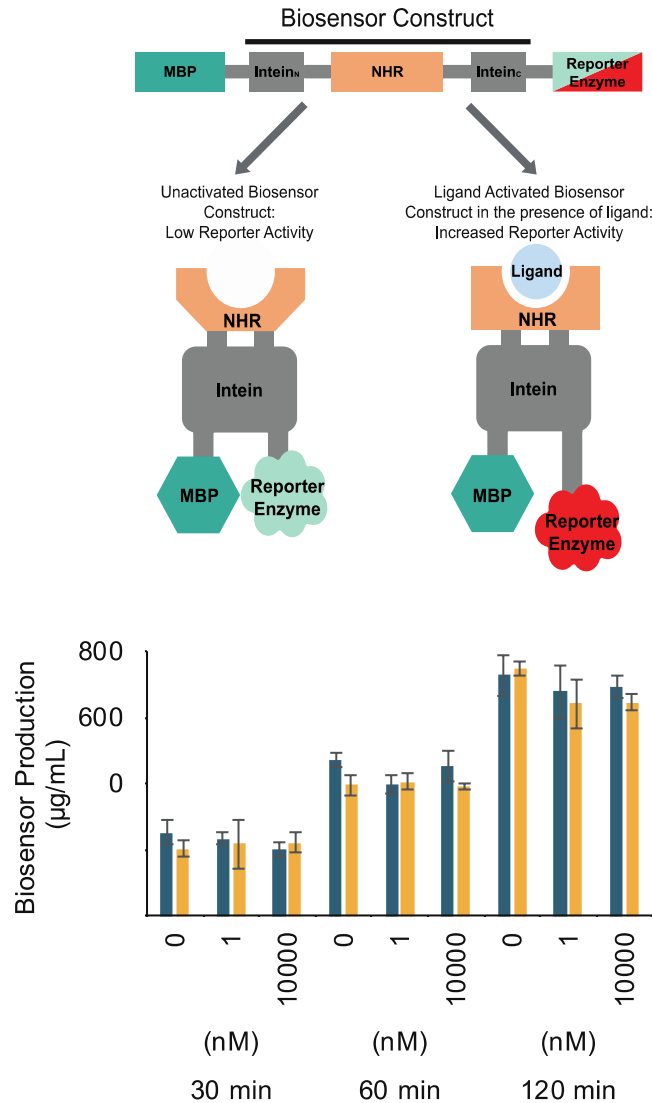 Biosensor Construct
MBP
Intein_N
NHR
Intein_C
Reporter
Enzyme
Unactivated Biosensor
Construct:
Low Reporter Activity
Ligand Activated Biosensor
Construct in the presence of ligand:
Increased Reporter Activity
Ligand
NHR
NHR
Intein
Intein
MBP
Reporter
Enzyme
MBP
Reporter
Enzyme
Biosensor Production
(µg/mL)
800
600
0
0
1
10000
0
1
10000
0
1
10000
(nM)
(nM)
(nM)
30 min
60 min
120 min